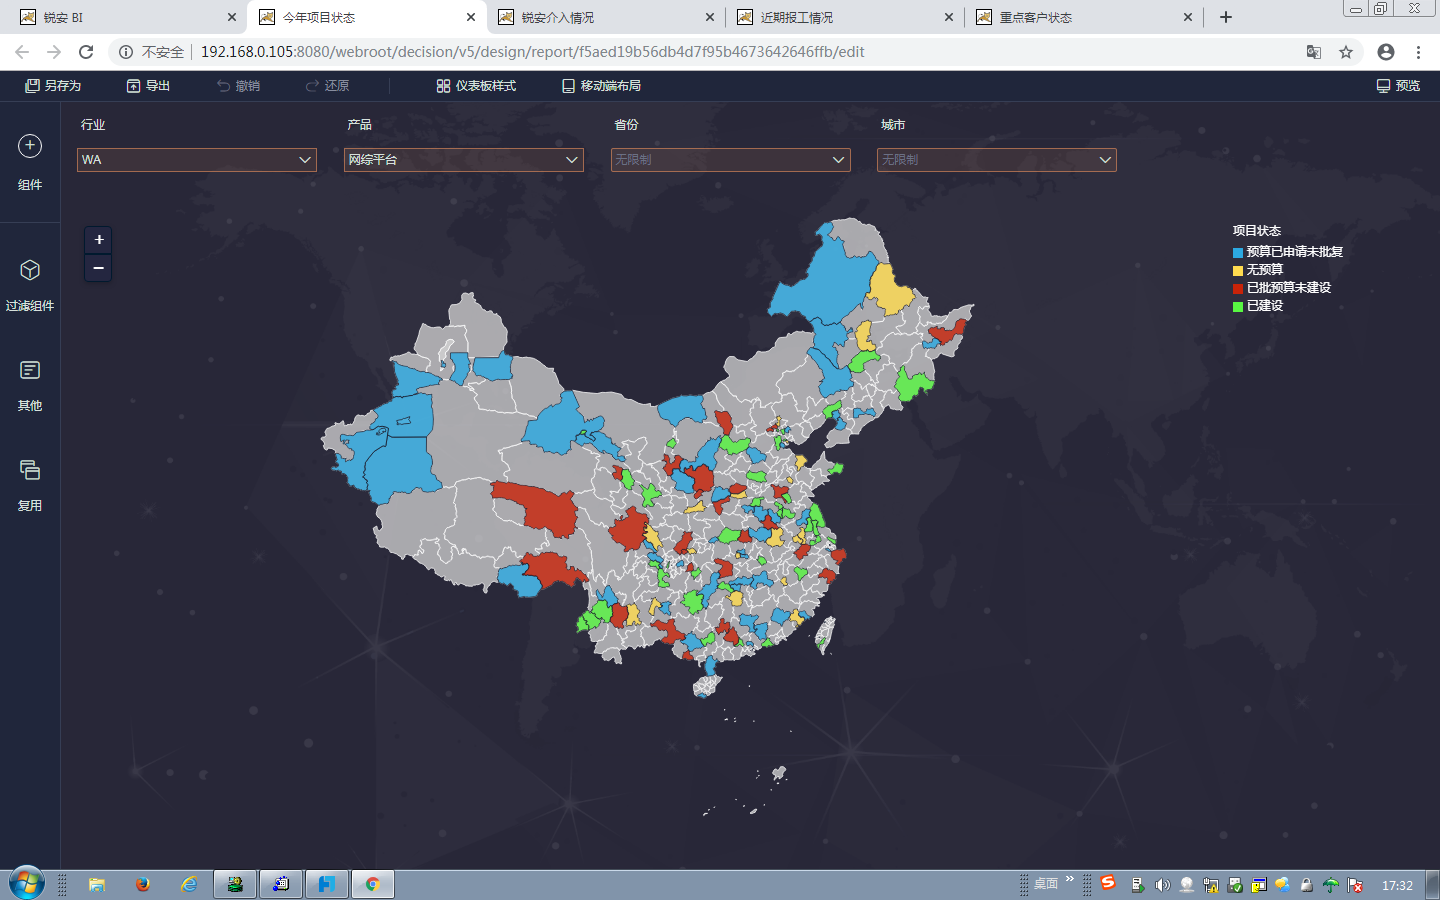 锐安 BI
今年项目状态
锐安介入情况
近期报工情况
重点客户状态
不安全 192.168.0.105:8080/webroot/decision/v5/design/report/f5aed19b56db4d7f95b4673642646ffb/edit
另存为 导出 撤销 还原 仪表板样式 移动端布局 预览
行业 产品 省份 城市
WA 网综平台 无限制 无限制
组件
过滤组件
其他
复用
+
−
项目状态
预算已申请未批复
无预算
已批预算未建设
已建设
桌面 » 17:32